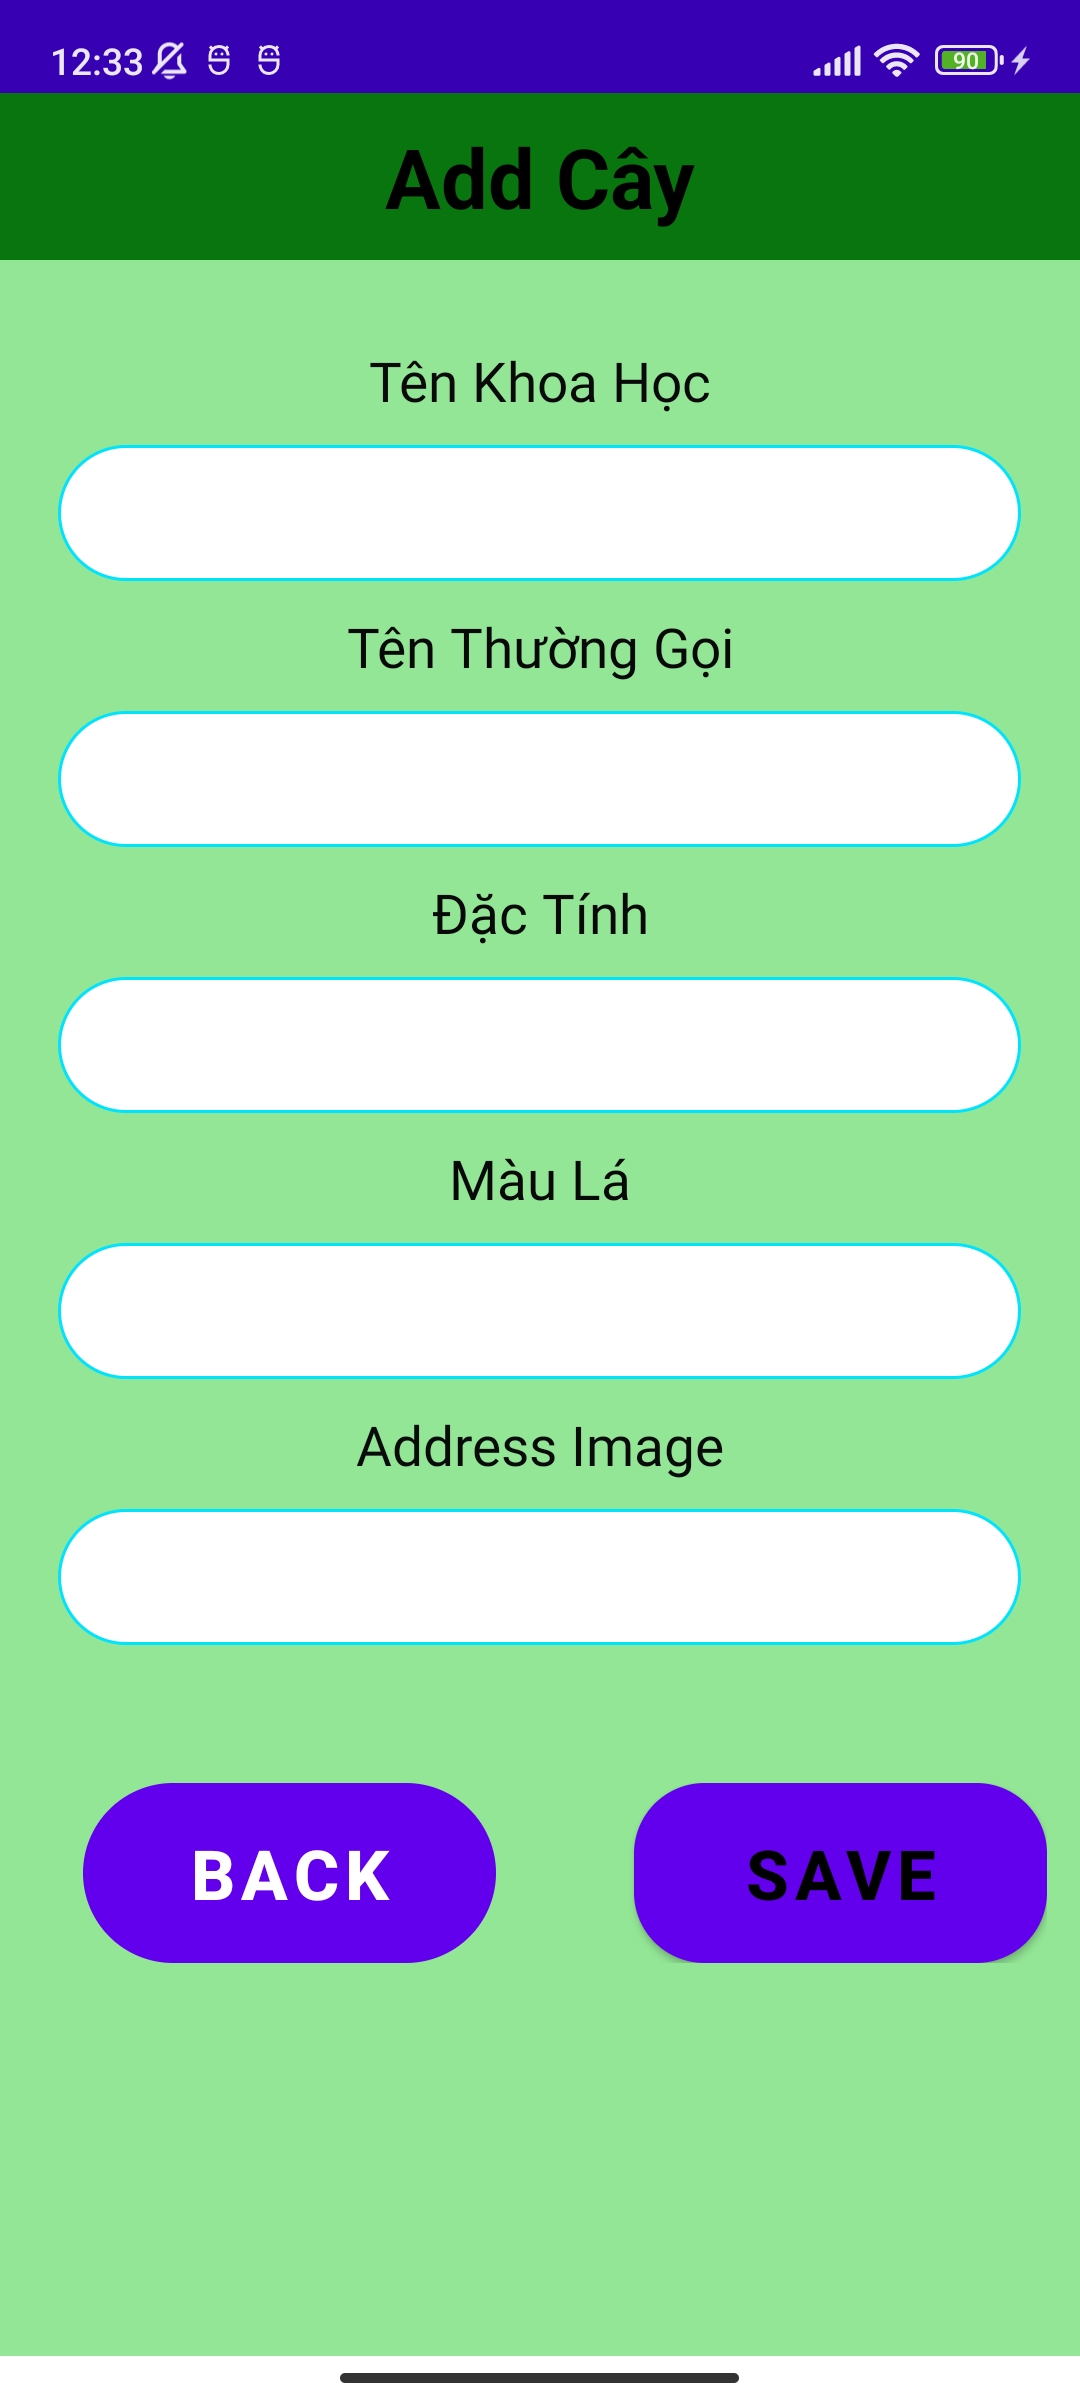 12:33
90
Add Cây
Tên Khoa Học
Tên Thường Gọi
Đặc Tính
Màu Lá
Address Image
BACK
SAVE